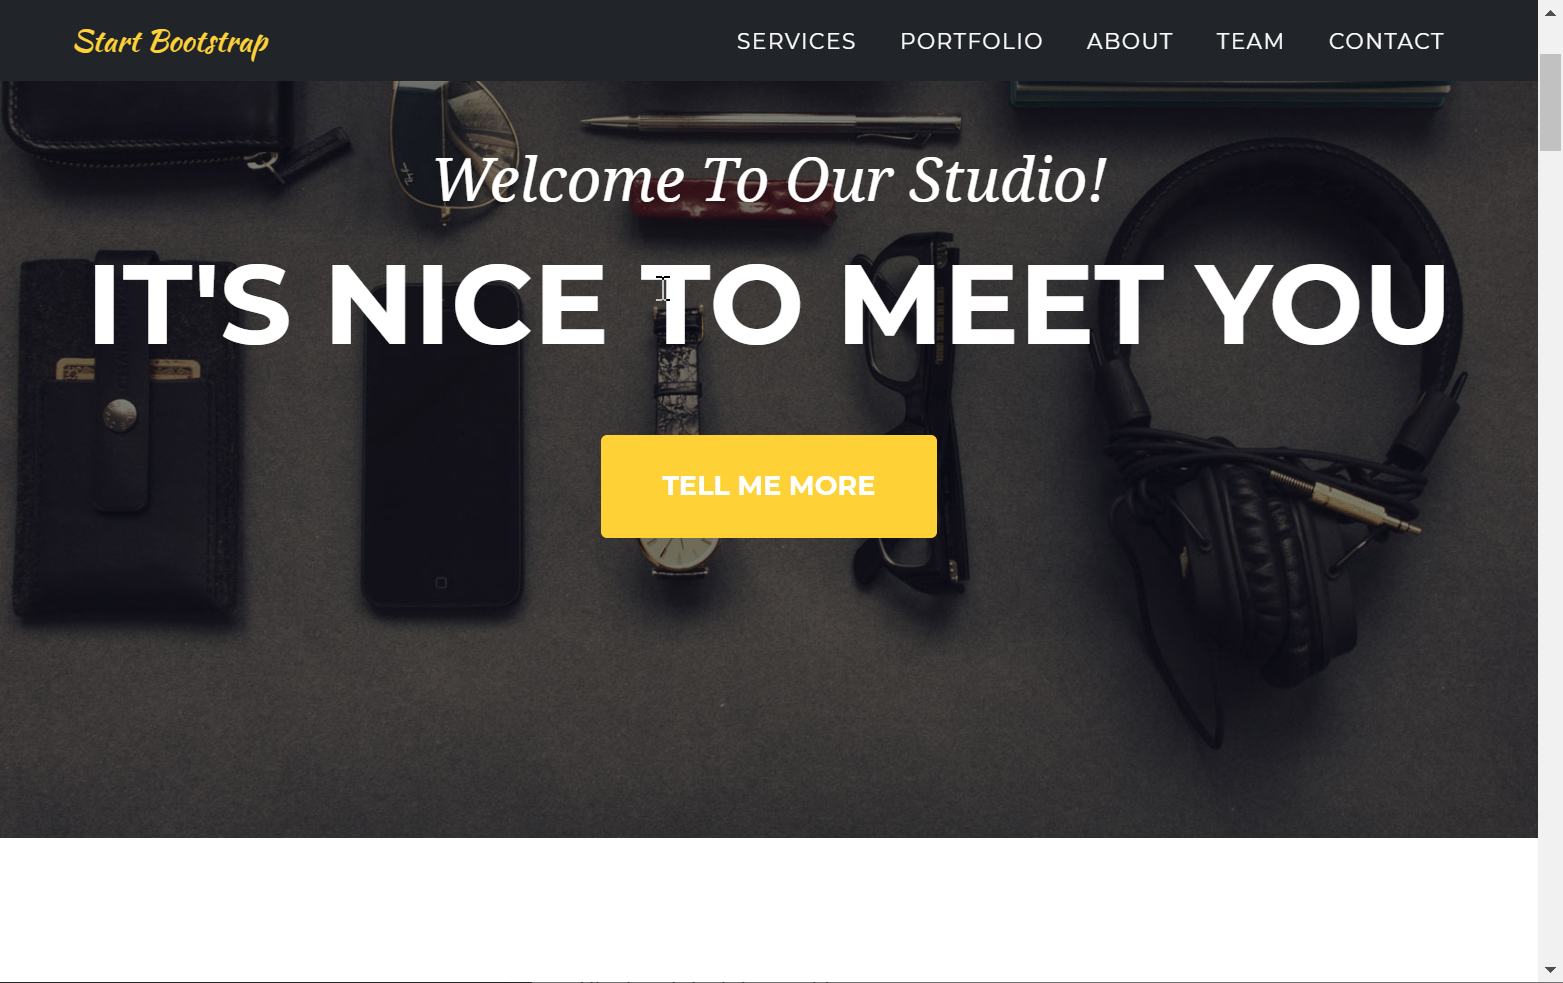 Start Bootstrap
SERVICES PORTFOLIO ABOUT TEAM CONTACT
Welcome To Our Studio!
IT'S NICE TO MEET YOU
TELL ME MORE